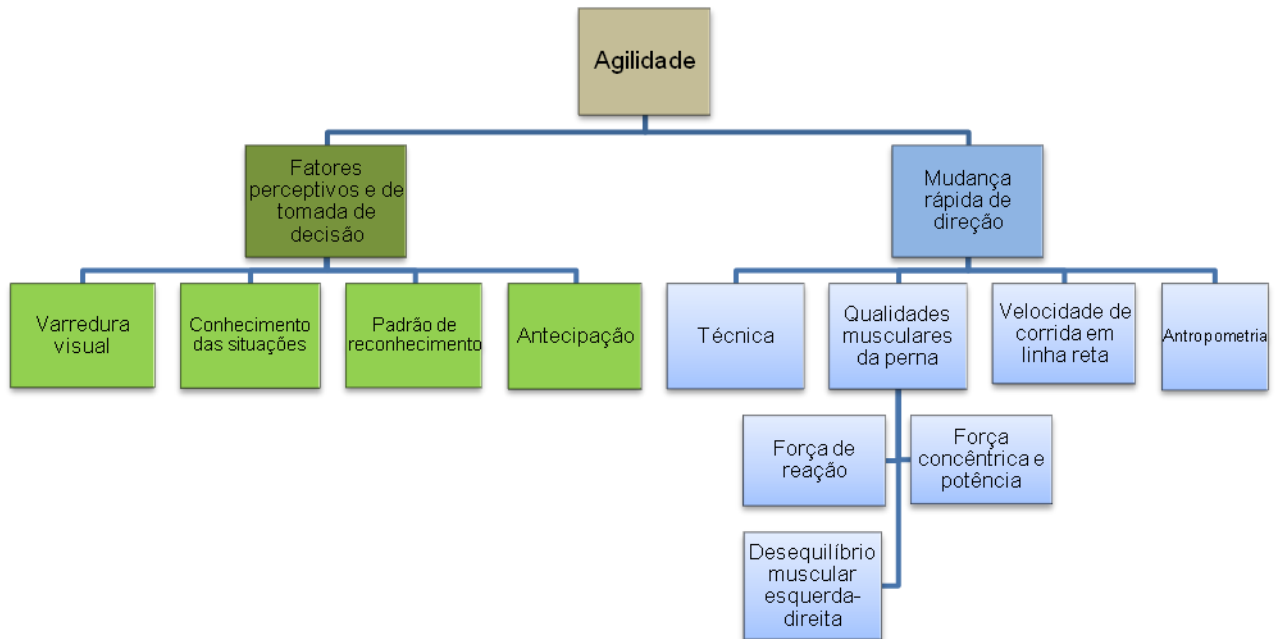 Agilidade
Fatores
perceptivos e de
tomada de
decisão
Mudança
rápida de
direção
Varredura
visual
Conhecimento
das situações
Padrão de
reconhecimento
Antecipação
Técnica
Qualidades
musculares
da perna
Velocidade de
corrida em
linha reta
Antropometria
Força de
reação
Força
concêntrica e
potência
Desequilíbrio
muscular
esquerda-
direita